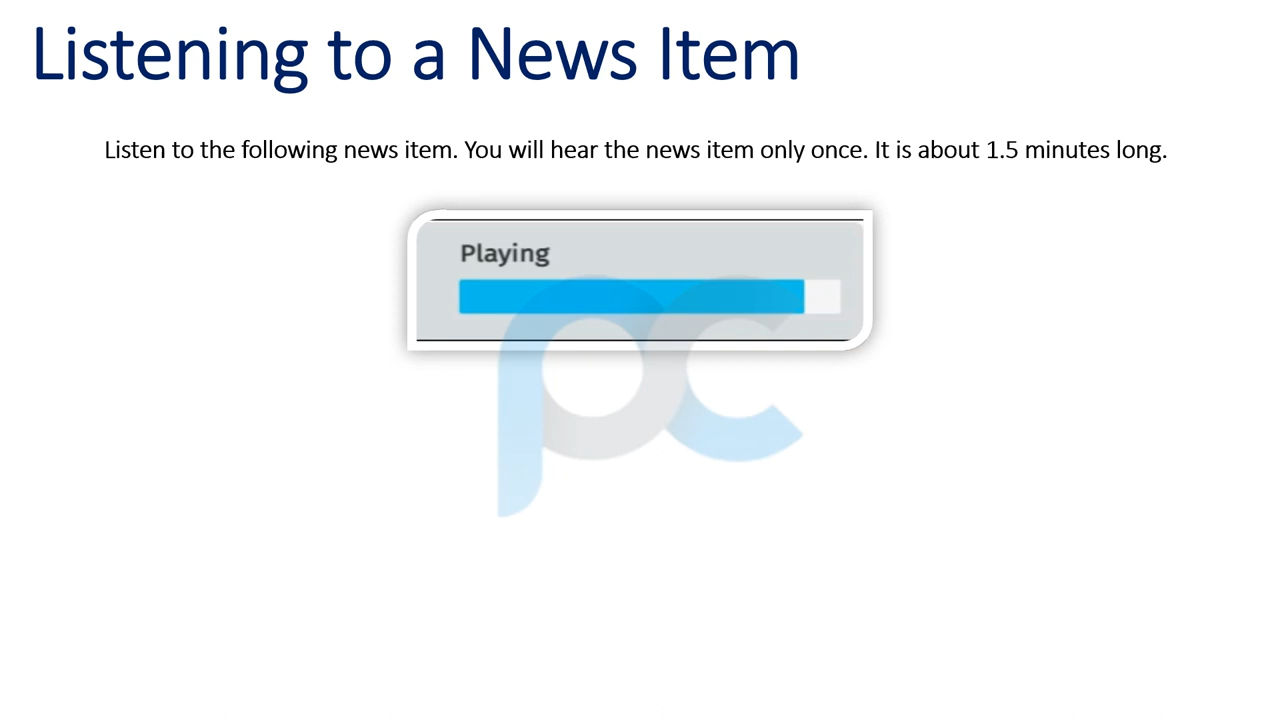 Listening to a News Item
Listen to the following news item. You will hear the news item only once. It is about 1.5 minutes long.
Playing
pc